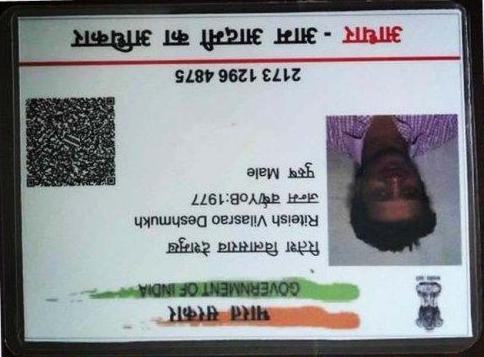 भारत सरकार
GOVERNMENT OF INDIA
रितेश विलासराव देशमुख
Riteish Vilasrao Deshmukh
जन्म वर्ष/YoB:1977
पुरुष Male
2173 1296 4875
आधार - आम आदमी का अधिकार